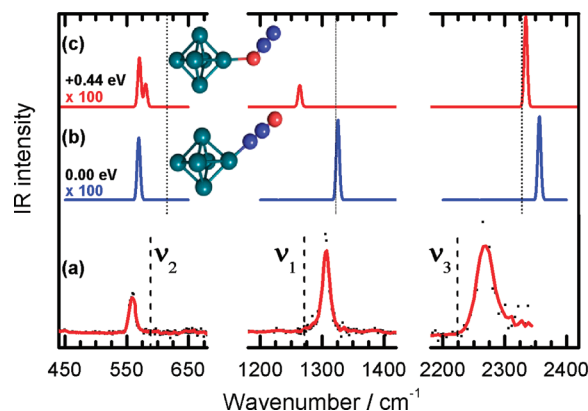 IR intensity
(c)
+0.44 eV
x 100
(b)
0.00 eV
x 100
(a)
ν2
ν1
ν3
450 550 650 1200 1300 1400 2200 2300 2400
Wavenumber / cm-1